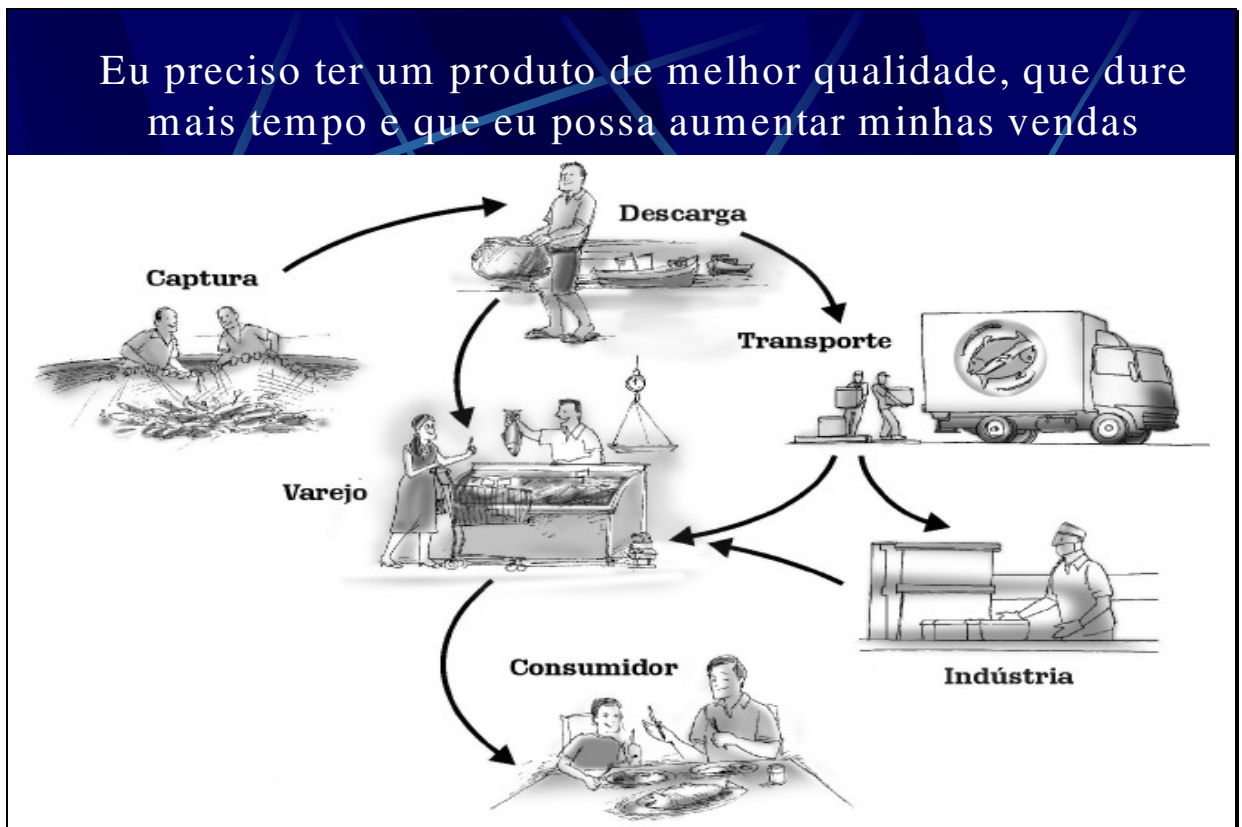 Eu preciso ter um produto de melhor qualidade, que dure
mais tempo e que eu possa aumentar minhas vendas
Descarga
Captura
Transporte
Varejo
Consumidor
Indústria